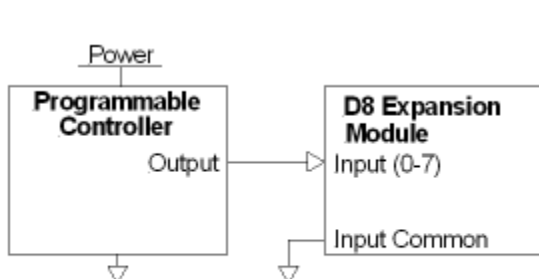 Power
Programmable
Controller
Output
D8 Expansion
Module
Input (0-7)
Input Common